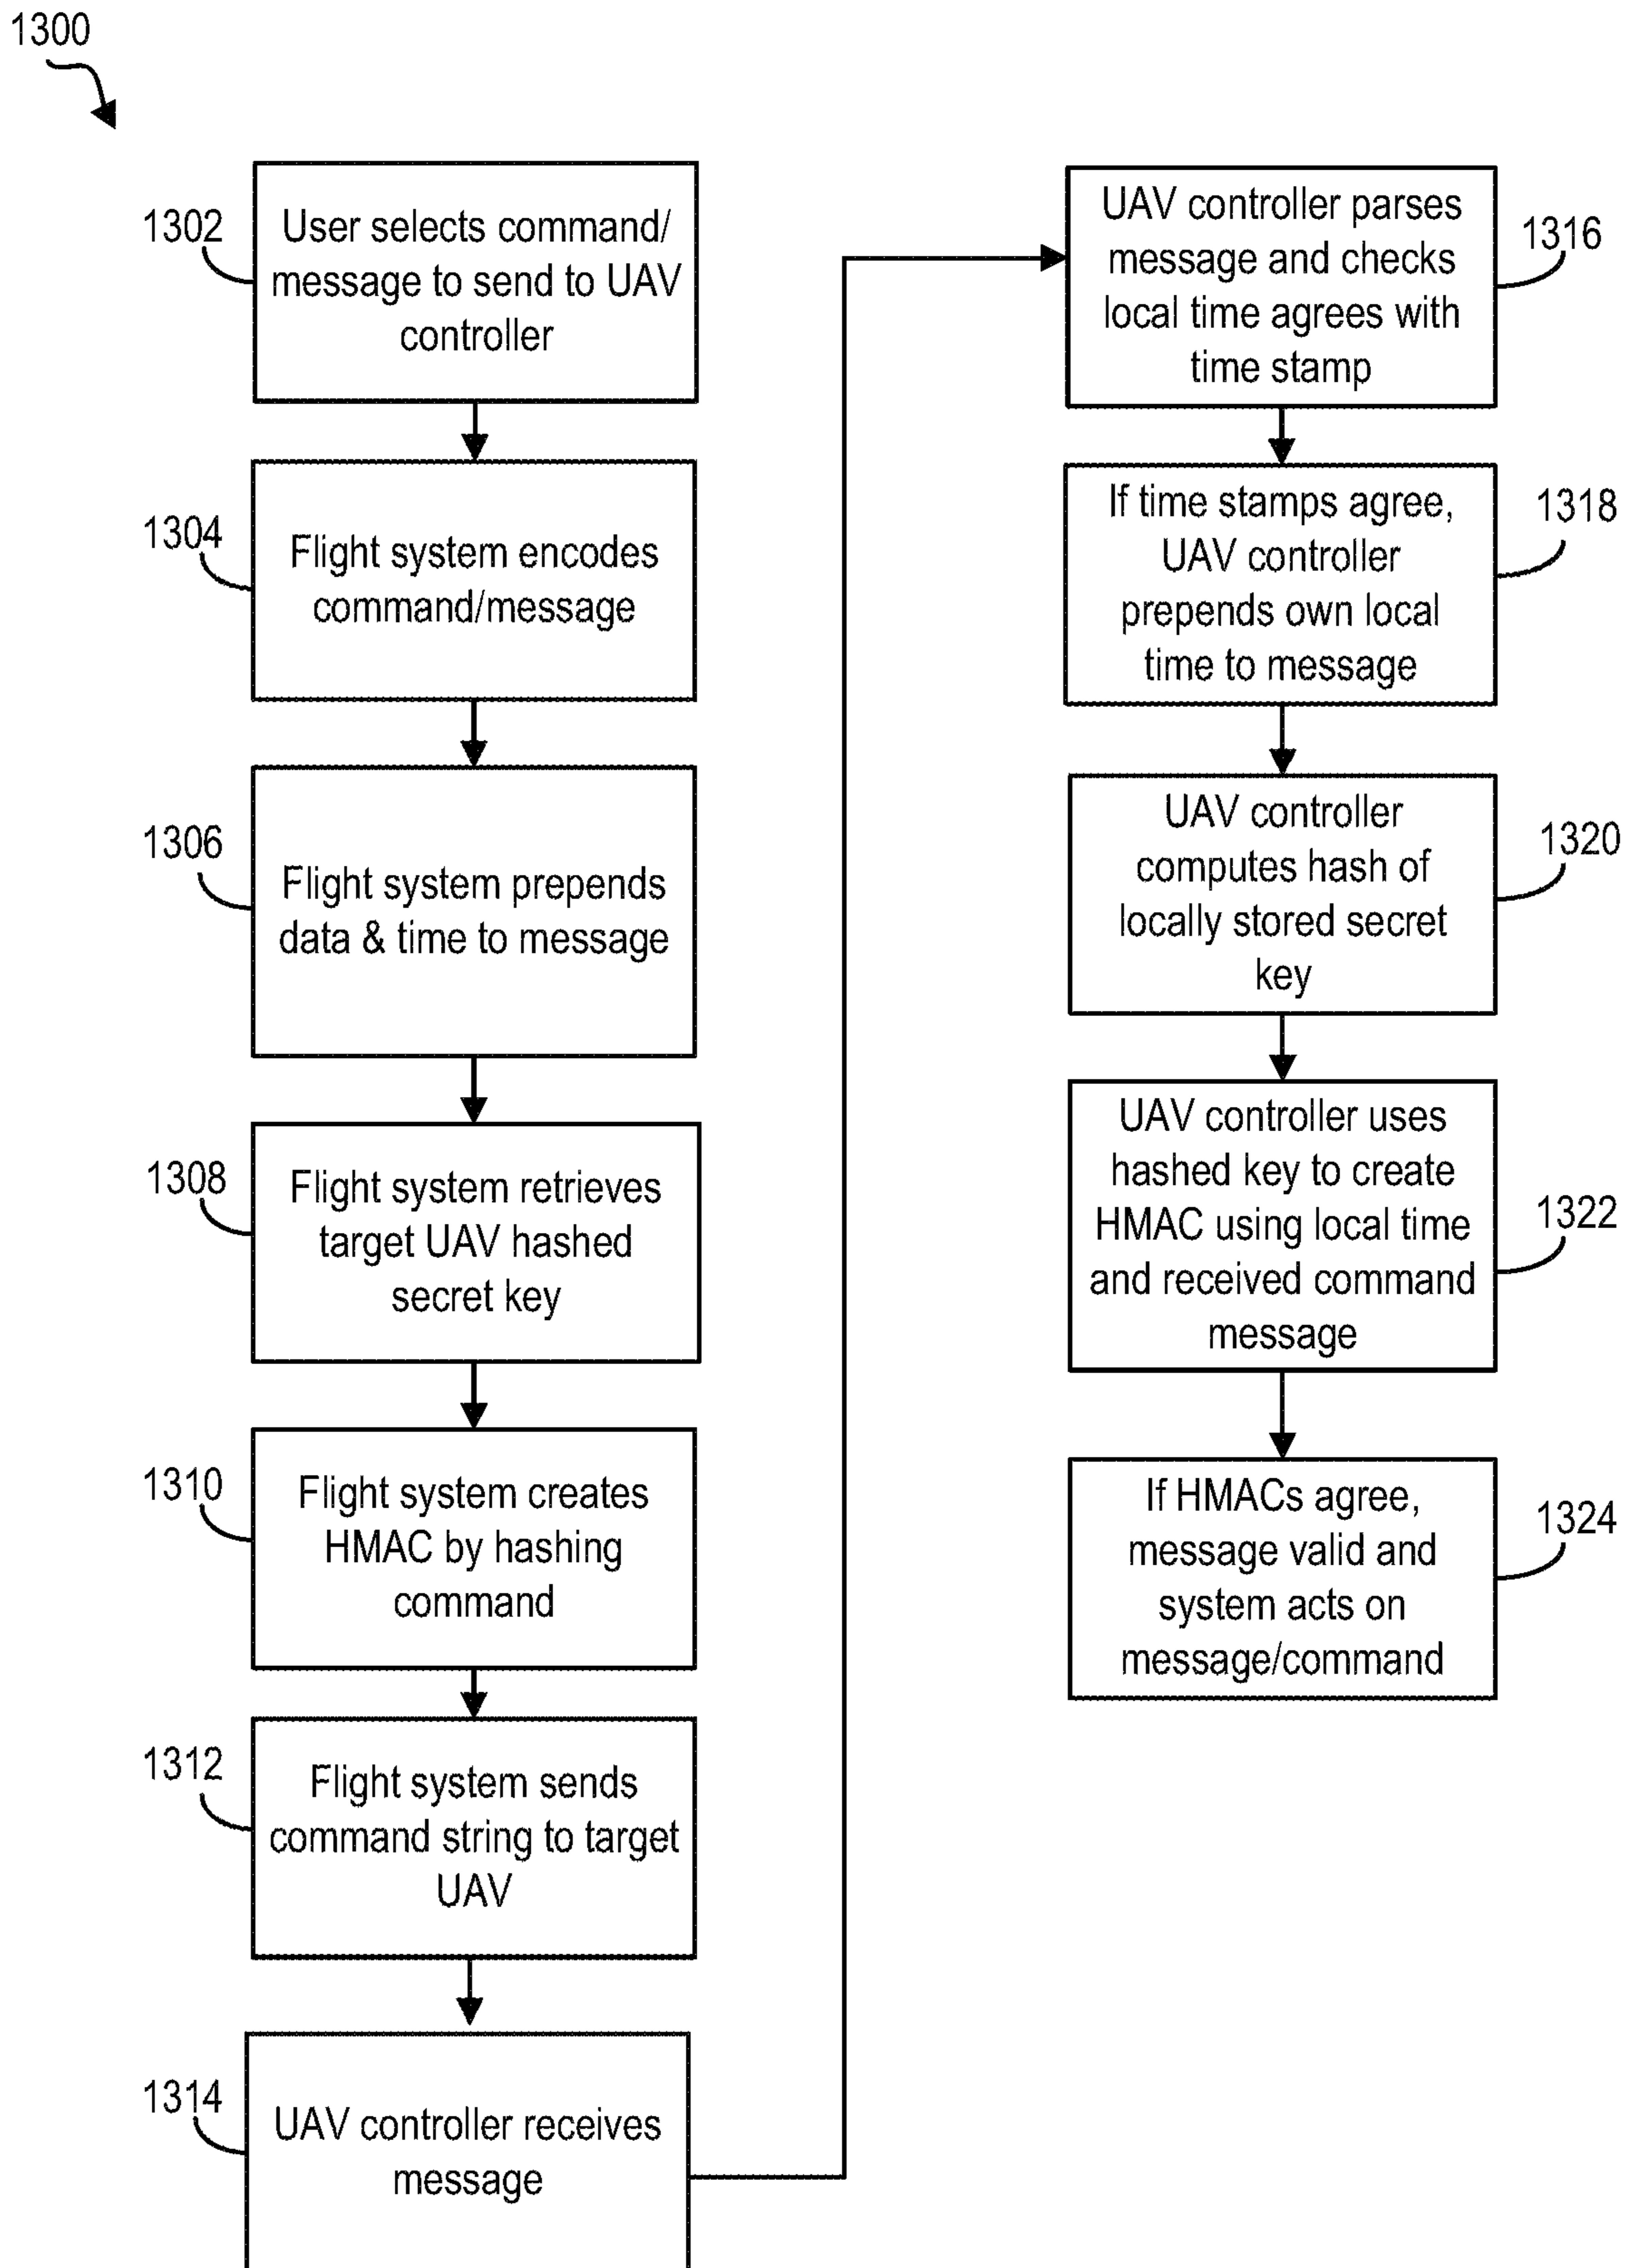 1300
1302
User selects command/
message to send to UAV
controller
1304
Flight system encodes
command/message
1306
Flight system prepends
data & time to message
1308
Flight system retrieves
target UAV hashed
secret key
1310
Flight system creates
HMAC by hashing
command
1312
Flight system sends
command string to target
UAV
1314
UAV controller receives
message
UAV controller parses
message and checks
local time agrees with
time stamp
1316
If time stamps agree,
UAV controller
prepends own local
time to message
1318
UAV controller
computes hash of
locally stored secret
key
1320
UAV controller uses
hashed key to create
HMAC using local time
and received command
message
1322
If HMACs agree,
message valid and
system acts on
message/command
1324